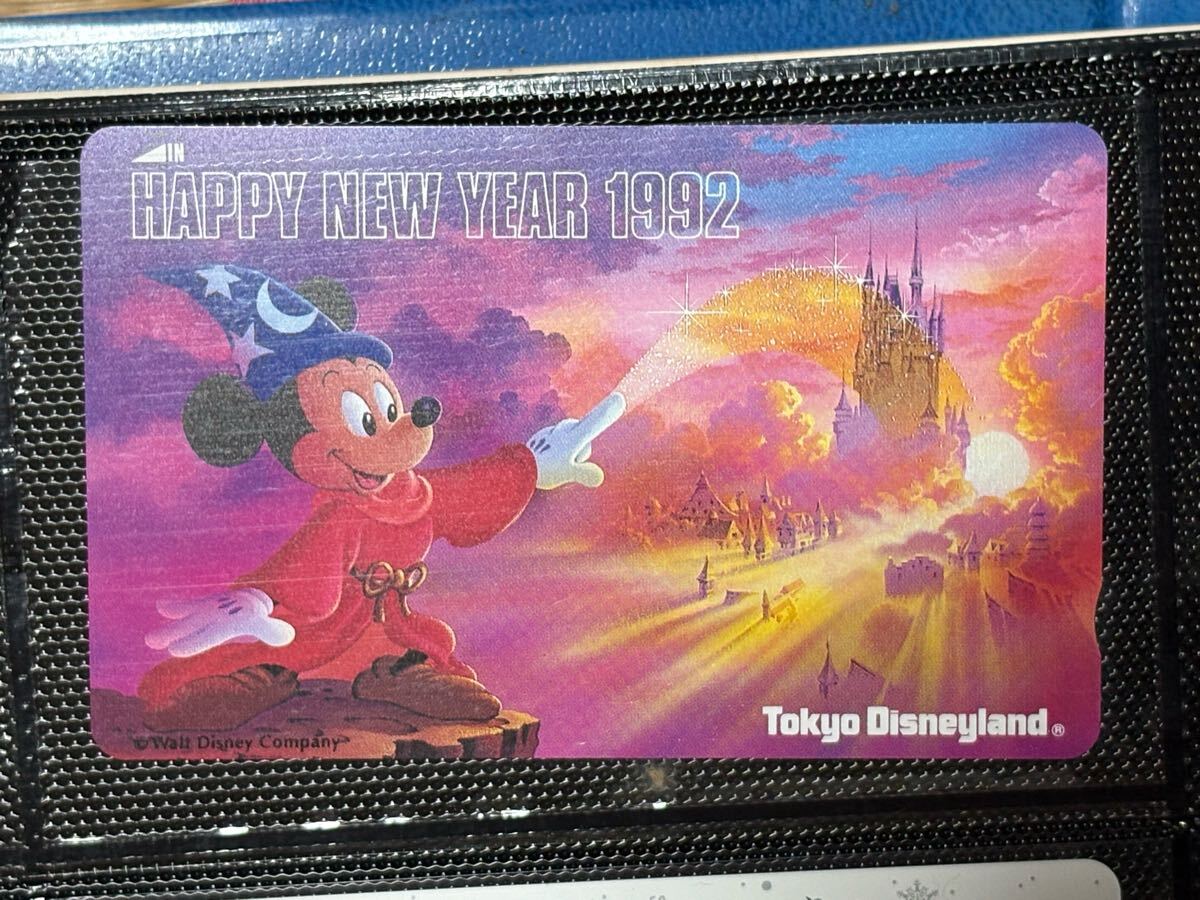 IN
HAPPY NEW YEAR 1992
© Walt Disney Company
Tokyo Disneyland®